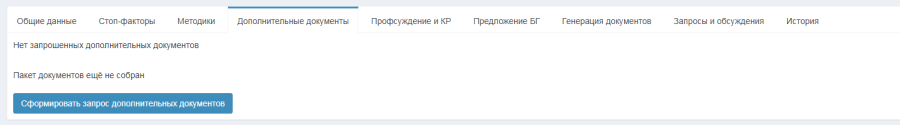 Общие данные Стоп-факторы Методики Дополнительные документы Профсуждение и КР Предложение БГ Генерация документов Запросы и обсуждения История
Нет запрошенных дополнительных документов
Пакет документов ещё не собран
Сформировать запрос дополнительных документов